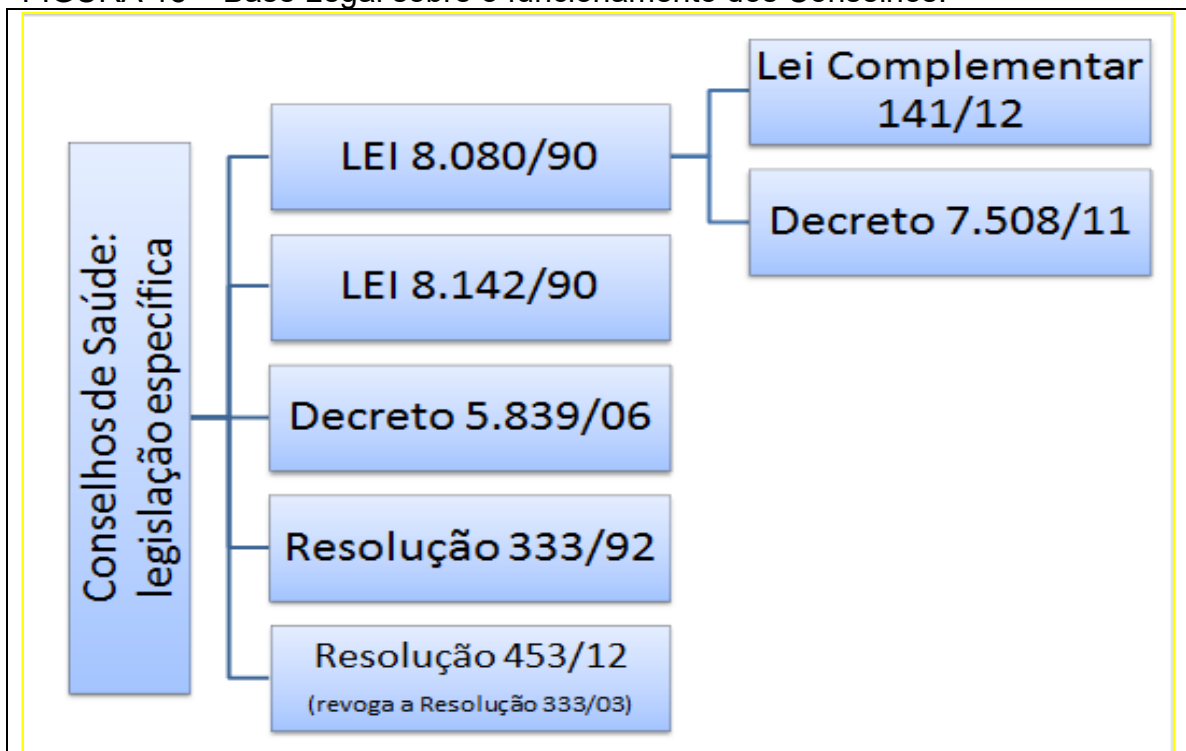 FIGURA 10 – Base Legal sobre o funcionamento dos Conselhos.
Conselhos de Saúde:
legislação específica
LEI 8.080/90
Lei Complementar
141/12
Decreto 7.508/11
LEI 8.142/90
Decreto 5.839/06
Resolução 333/92
Resolução 453/12
(revoga a Resolução 333/03)